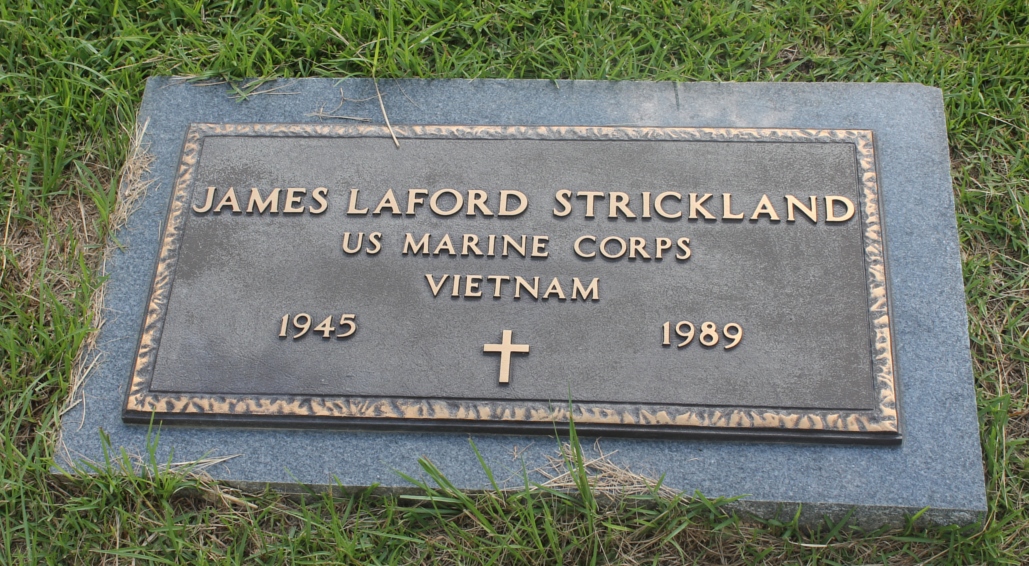 JAMES LAFORD STRICKLAND
US MARINE CORPS
VIETNAM
1945 1989